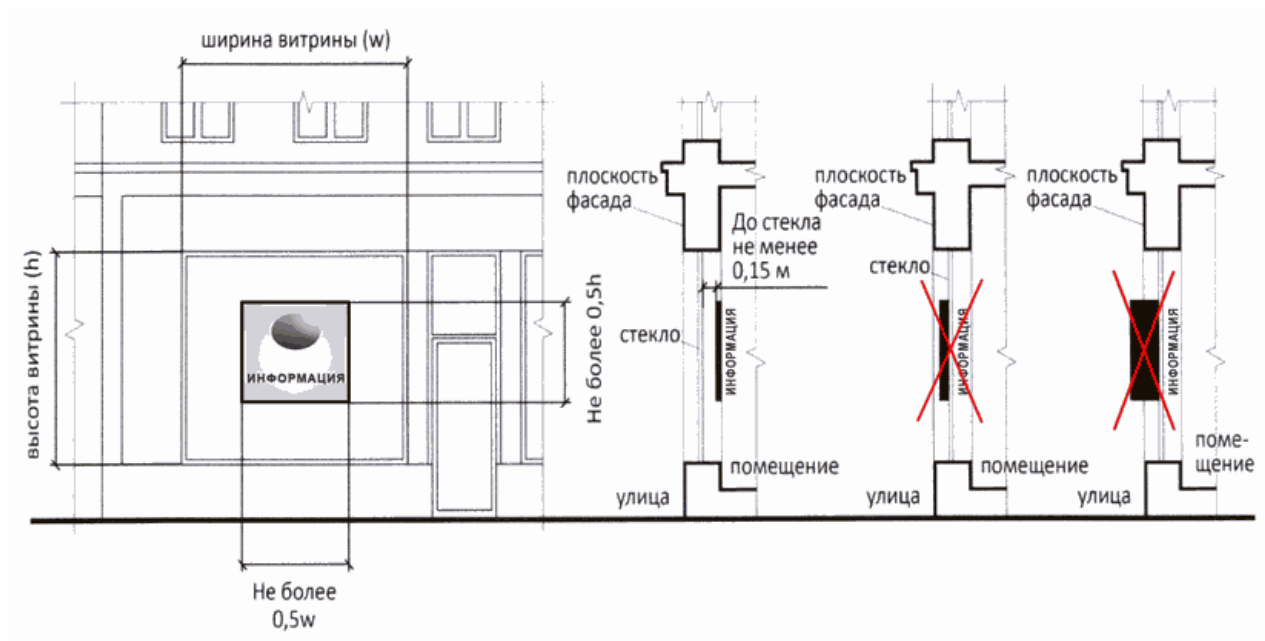 ширина витрины (w)
высота витрины (h)
ИНФОРМАЦИЯ
Не более 0,5h
Не более
0,5w
плоскость
фасада
До стекла
не менее
0,15 м
стекло
ИНФОРМАЦИЯ
помещение
улица
плоскость
фасада
стекло
ИНФОРМАЦИЯ
помещение
улица
плоскость
фасада
ИНФОРМАЦИЯ
поме-
щение
улица